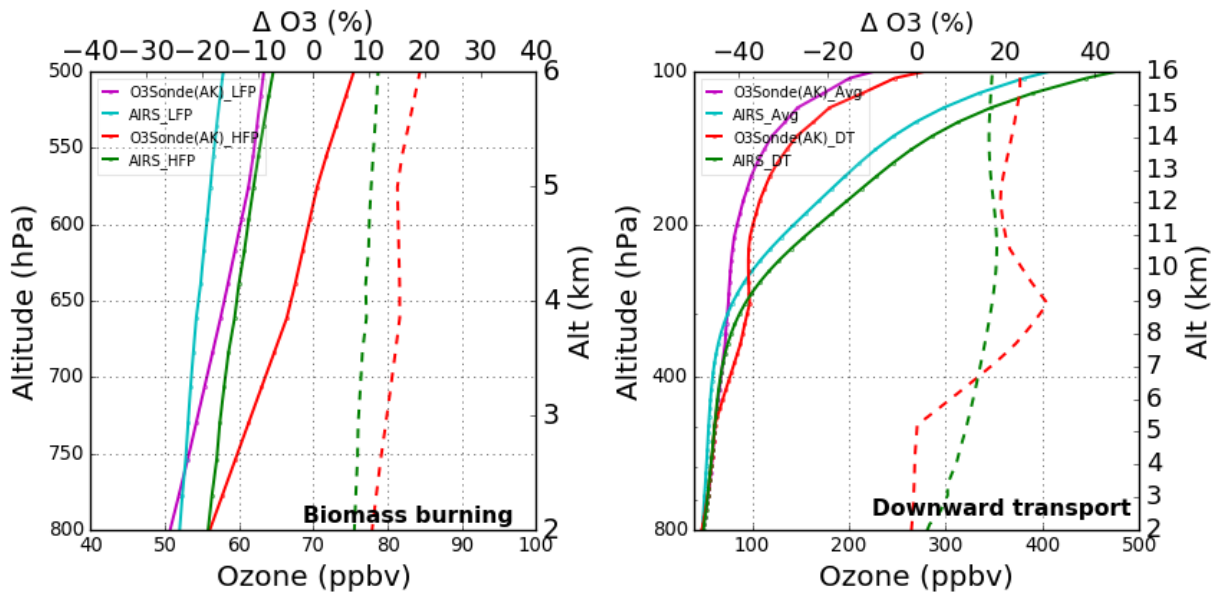 Δ O3 (%)
−40 −30 −20 −10 0 10 20 30 40
500
550
600
650
700
750
800
Altitude (hPa)
O3Sonde(AK)_LFP
AIRS_LFP
O3Sonde(AK)_HFP
AIRS_HFP
Biomass burning
6
5
4
3
2
Alt (km)
40 50 60 70 80 90 100
Ozone (ppbv)
Δ O3 (%)
−40 −20 0 20 40
100
200
400
800
Altitude (hPa)
O3Sonde(AK)_Avg
AIRS_Avg
O3Sonde(AK)_DT
AIRS_DT
Downward transport
16
15
14
13
12
11
10
9
8
7
6
5
4
3
2
Alt (km)
100 200 300 400 500
Ozone (ppbv)